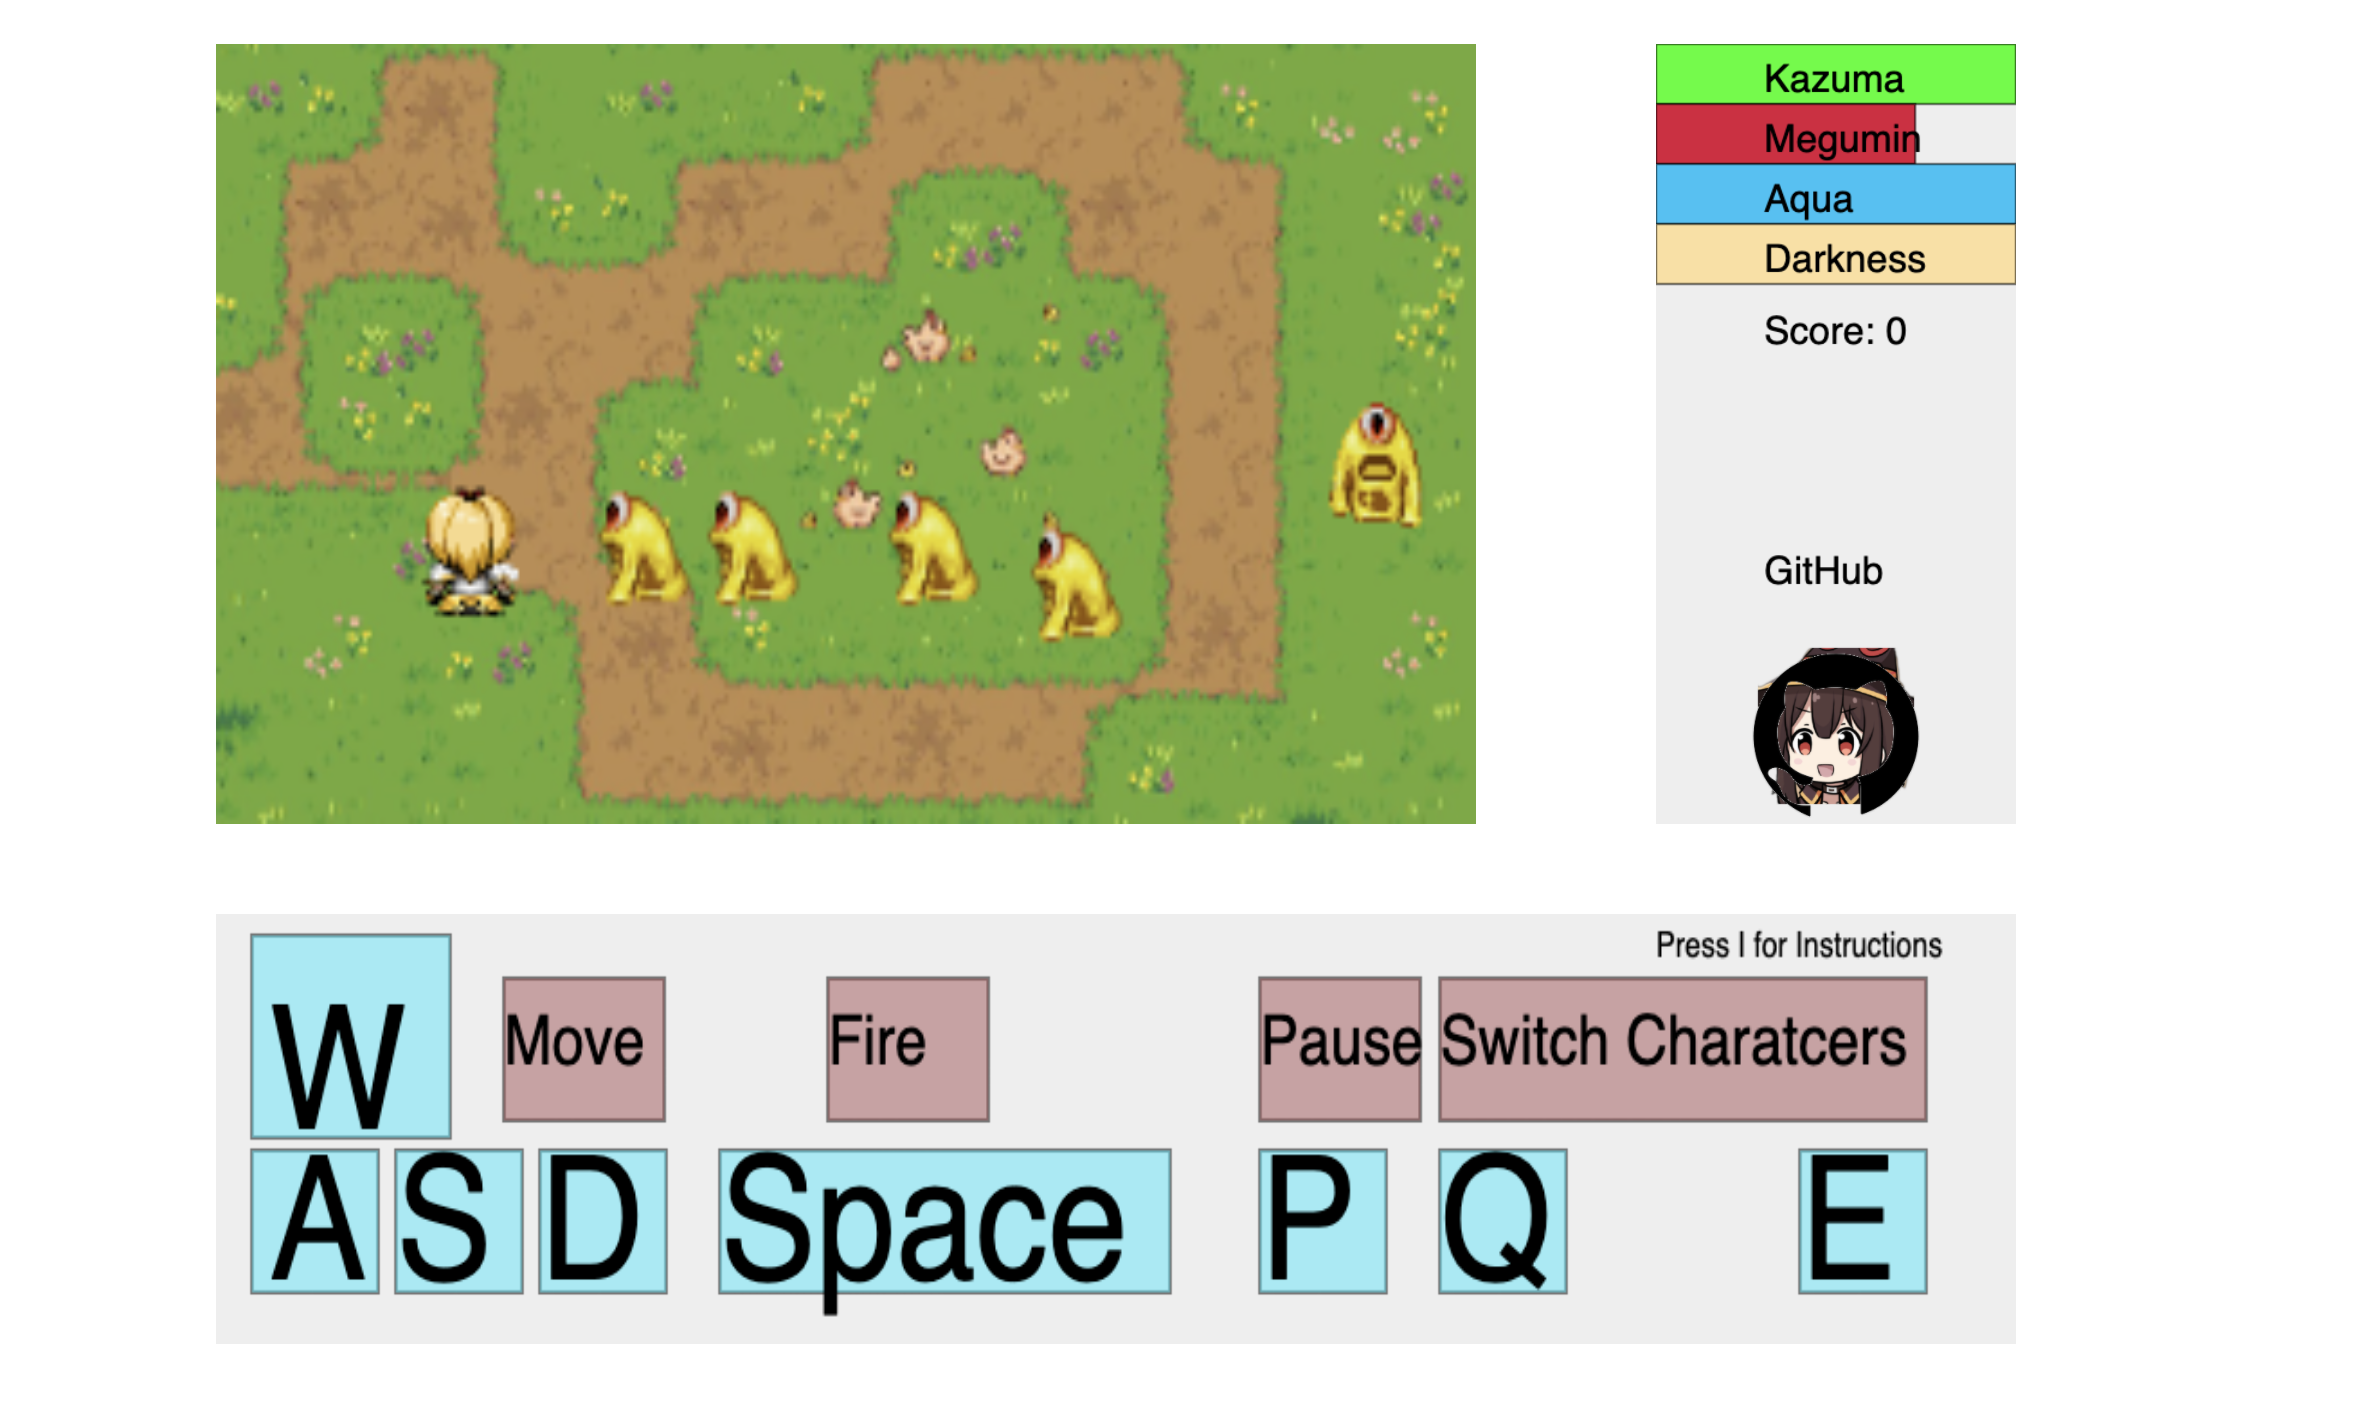 Kazuma
Megumin
Aqua
Darkness
Score: 0
GitHub
Press I for Instructions
W
Move
Fire
Pause
Switch Charatcers
A
S
D
Space
P
Q
E